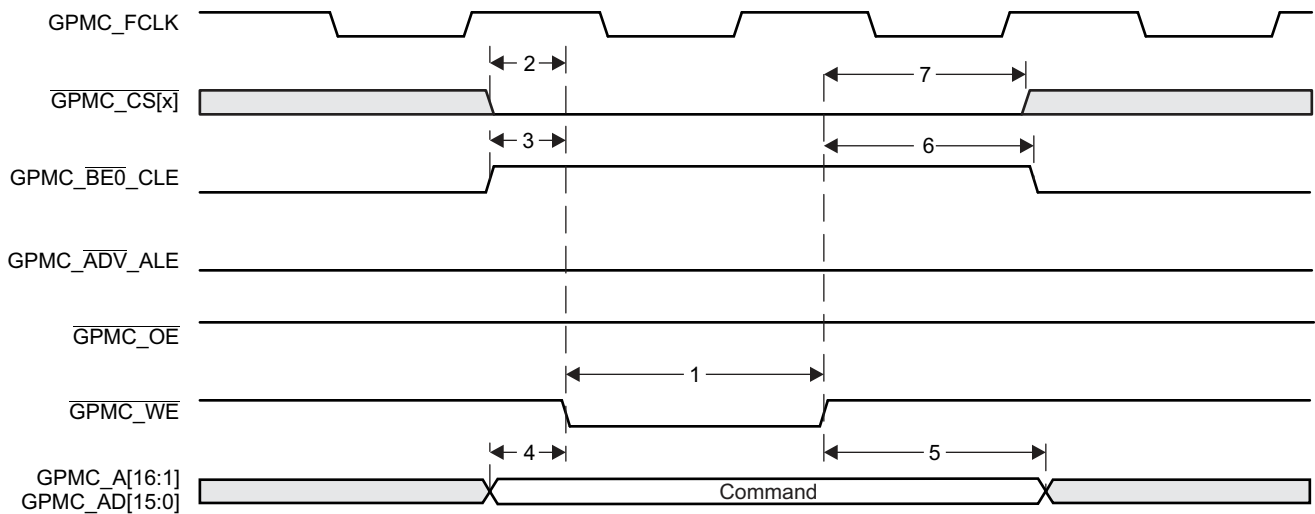 GPMC_FCLK
2
7
GPMC_CS[x]
3
6
GPMC_BE0_CLE
GPMC_ADV_ALE
GPMC_OE
1
GPMC_WE
4
5
GPMC_A[16:1]
GPMC_AD[15:0]
Command